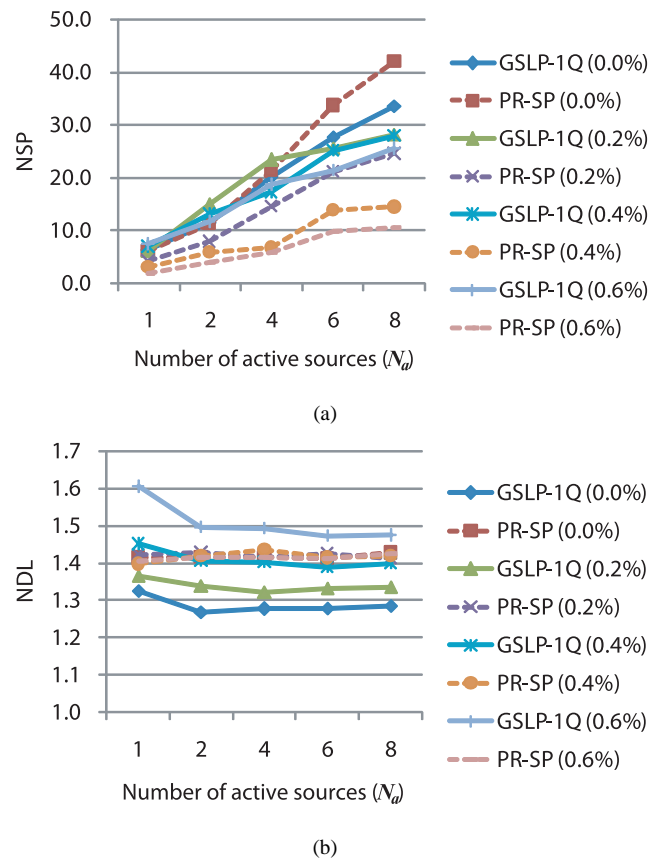 50.0
40.0
30.0
20.0
10.0
0.0
NSP
1 2 4 6 8
Number of active sources (Nₐ)
GSLP-1Q (0.0%)
PR-SP (0.0%)
GSLP-1Q (0.2%)
PR-SP (0.2%)
GSLP-1Q (0.4%)
PR-SP (0.4%)
GSLP-1Q (0.6%)
PR-SP (0.6%)
(a)
1.7
1.6
1.5
1.4
1.3
1.2
1.1
1.0
NDL
1 2 4 6 8
Number of active sources (Nₐ)
GSLP-1Q (0.0%)
PR-SP (0.0%)
GSLP-1Q (0.2%)
PR-SP (0.2%)
GSLP-1Q (0.4%)
PR-SP (0.4%)
GSLP-1Q (0.6%)
PR-SP (0.6%)
(b)